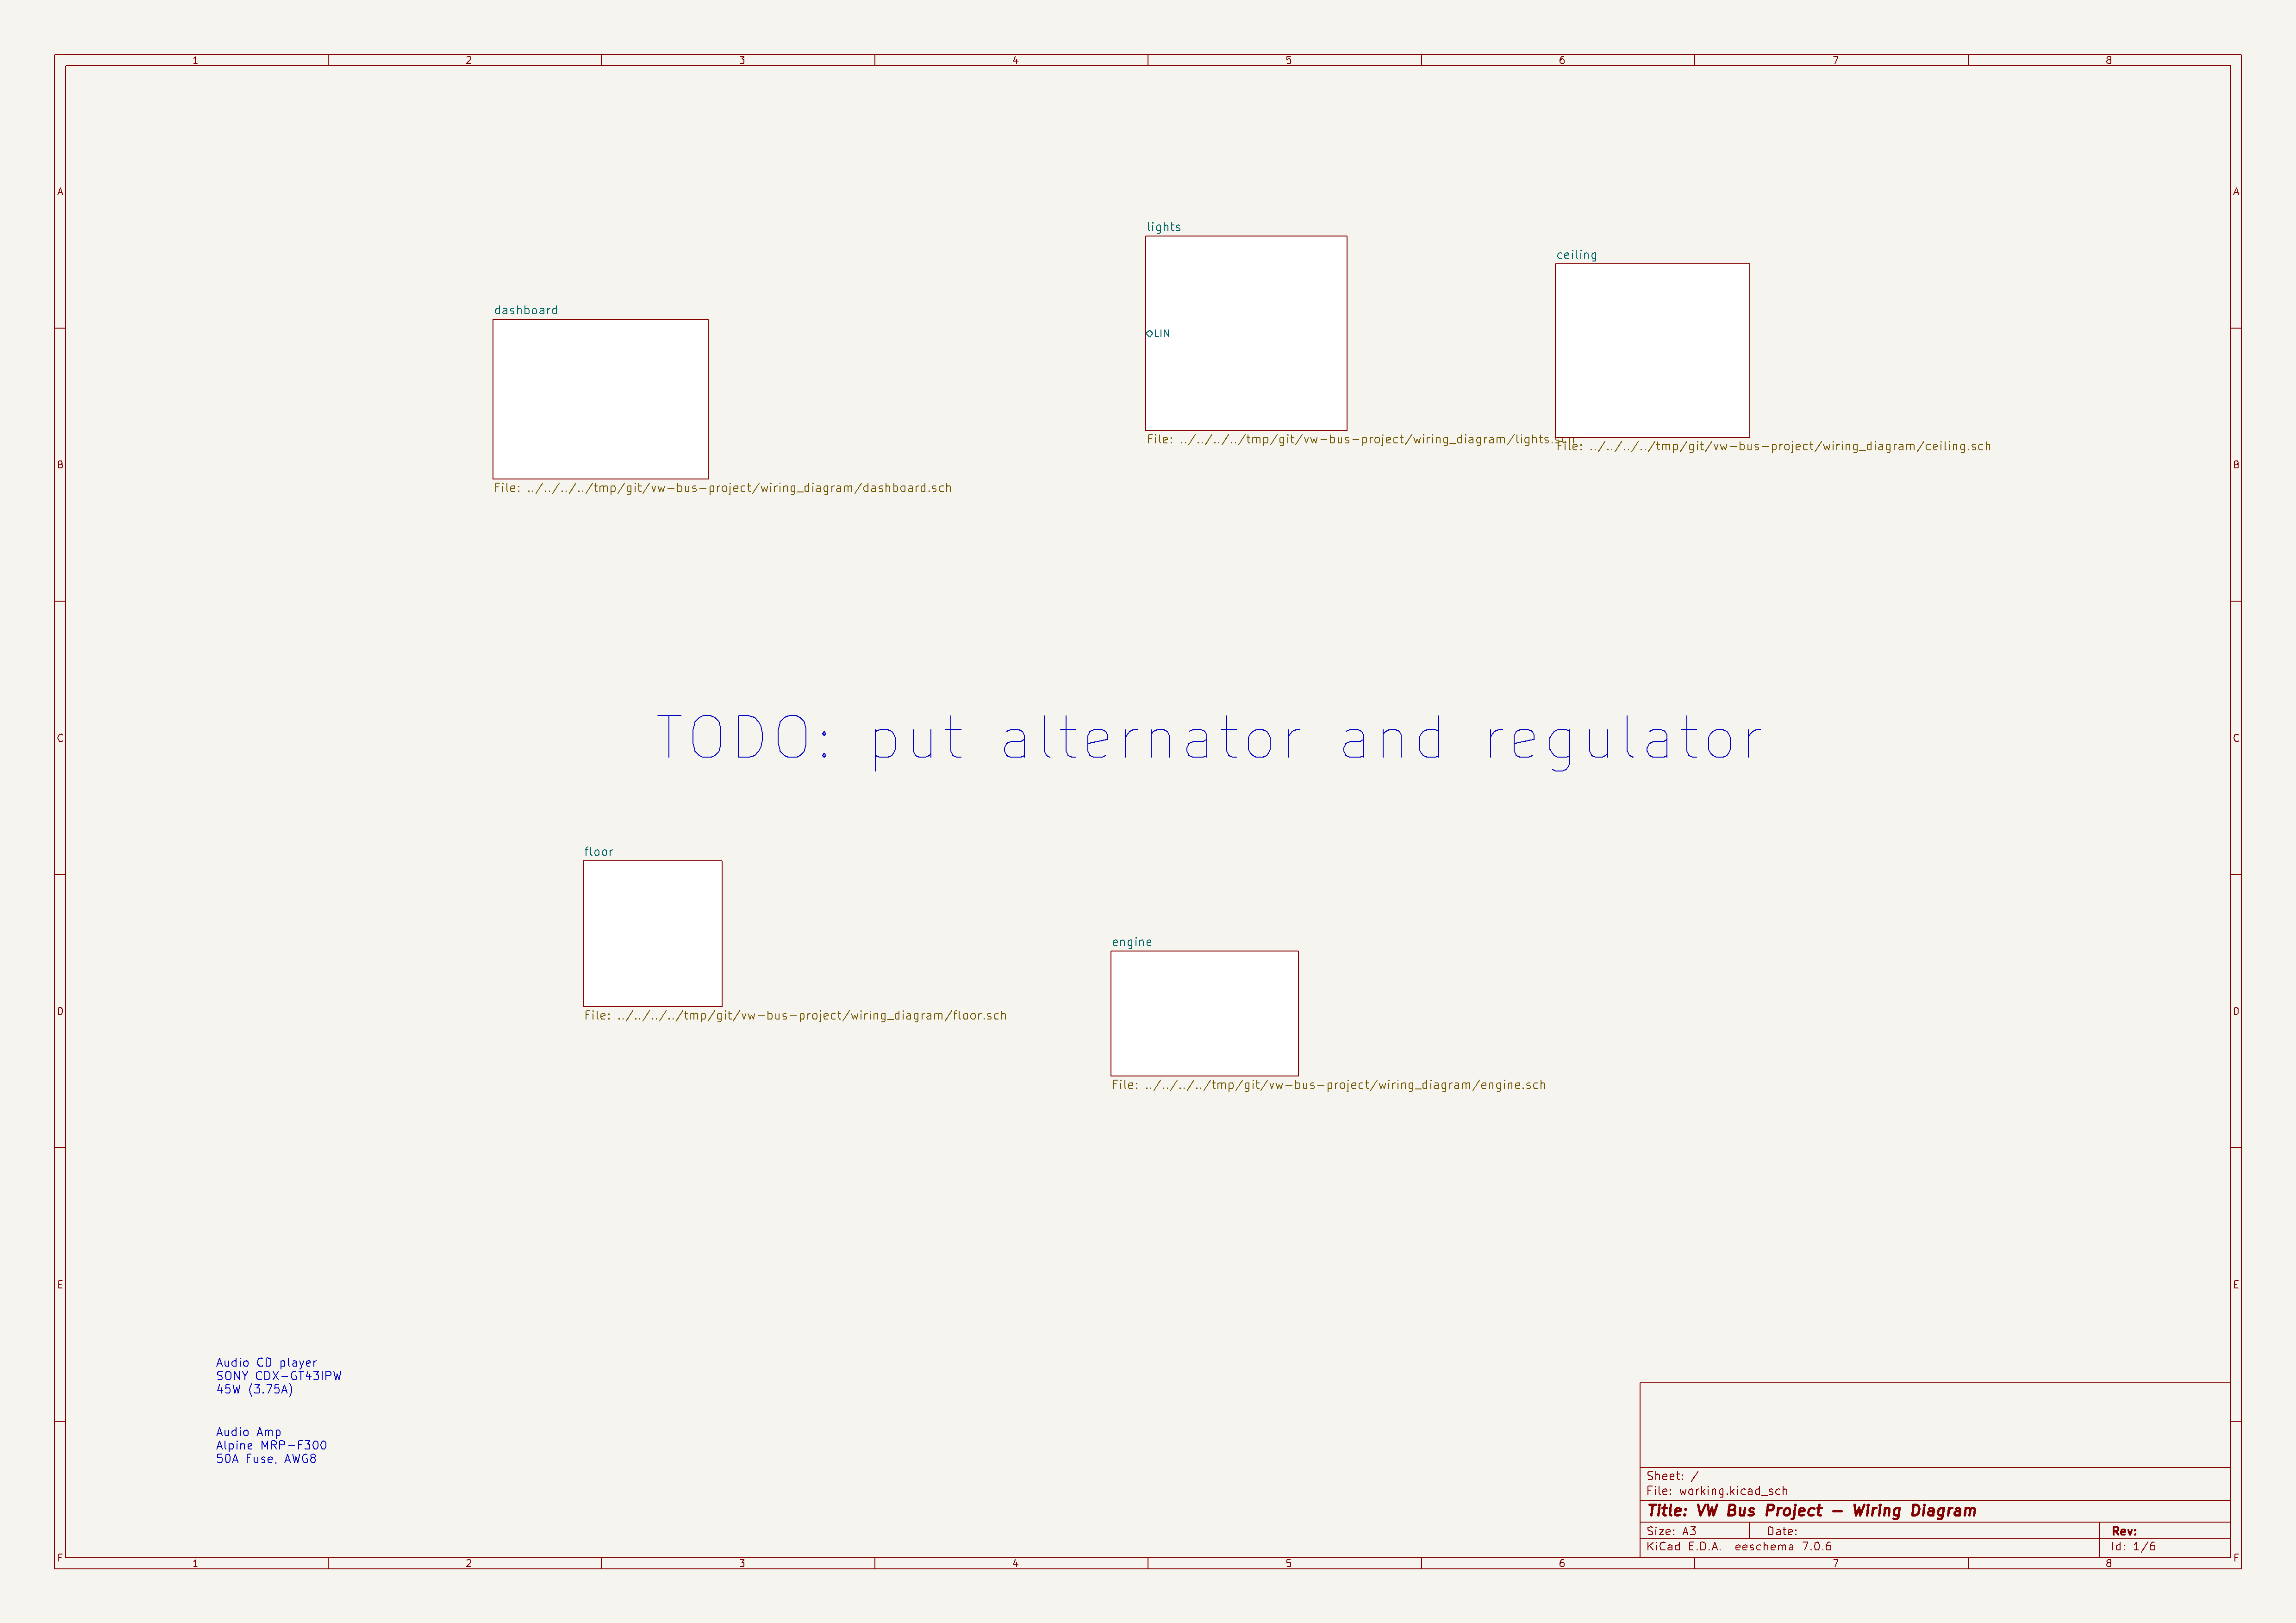 1 2 3 4 5 6 7 8
A A
lights
ceiling
dashboard
LIN
File: ../../../../tmp/git/vw-bus-project/wiring_diagram/lights.sch
File: ../../../../tmp/git/vw-bus-project/wiring_diagram/ceiling.sch
B B
File: ../../../../tmp/git/vw-bus-project/wiring_diagram/dashboard.sch
TODO: put alternator and regulator
C C
floor
engine
D D
File: ../../../../tmp/git/vw-bus-project/wiring_diagram/floor.sch
File: ../../../../tmp/git/vw-bus-project/wiring_diagram/engine.sch
E E
Audio CD player
SONY CDX-GT43IPW
45W (3.75A)
Audio Amp
Alpine MRP-F300
50A Fuse, AWG8
Sheet: /
File: working.kicad_sch
Title: VW Bus Project - Wiring Diagram
Size: A3 Date: Rev:
KiCad E.D.A. eeschema 7.0.6 Id: 1/6
F F
1 2 3 4 5 6 7 8